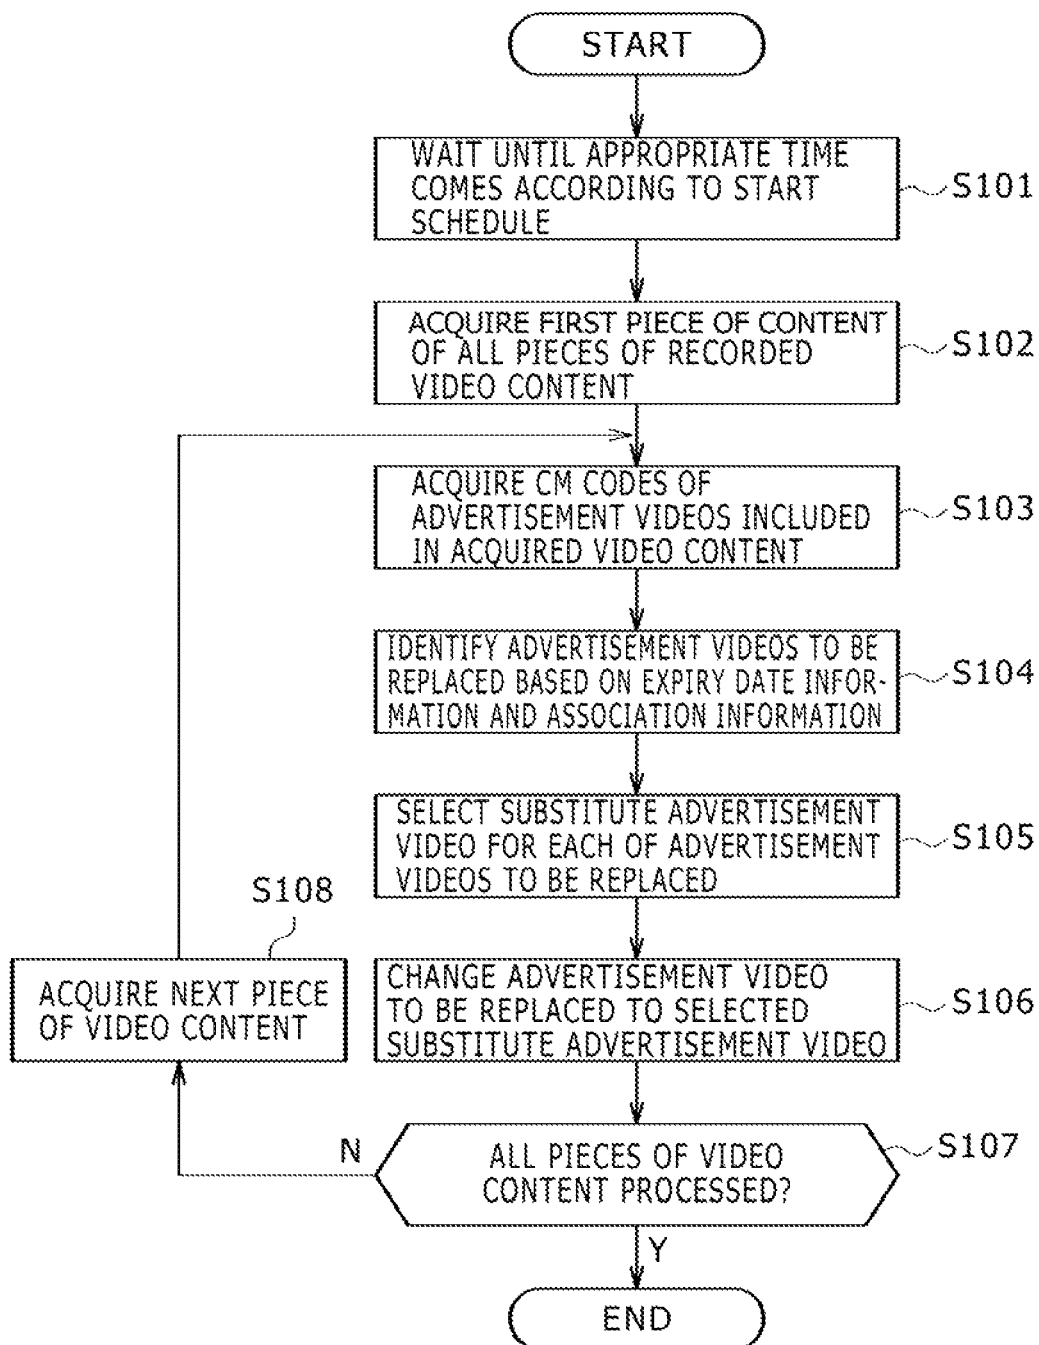 START
WAIT UNTIL APPROPRIATE TIME
COMES ACCORDING TO START
SCHEDULE
S101
ACQUIRE FIRST PIECE OF CONTENT
OF ALL PIECES OF RECORDED
VIDEO CONTENT
S102
ACQUIRE CM CODES OF
ADVERTISEMENT VIDEOS INCLUDED
IN ACQUIRED VIDEO CONTENT
S103
IDENTIFY ADVERTISEMENT VIDEOS TO BE
REPLACED BASED ON EXPIRY DATE INFOR-
MATION AND ASSOCIATION INFORMATION
S104
SELECT SUBSTITUTE ADVERTISEMENT
VIDEO FOR EACH OF ADVERTISEMENT
VIDEOS TO BE REPLACED
S105
S108
ACQUIRE NEXT PIECE
OF VIDEO CONTENT
CHANGE ADVERTISEMENT VIDEO
TO BE REPLACED TO SELECTED
SUBSTITUTE ADVERTISEMENT VIDEO
S106
N
ALL PIECES OF VIDEO
CONTENT PROCESSED?
S107
Y
END